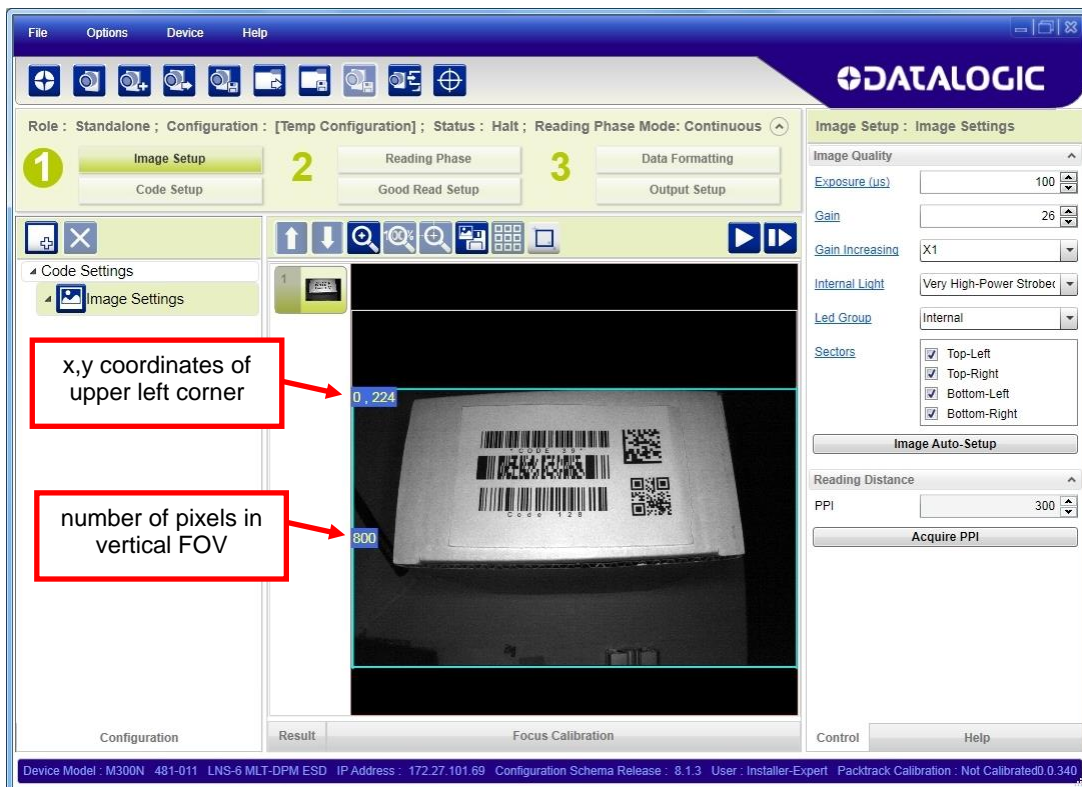 File Options Device Help
DATALOGIC
Role : Standalone ; Configuration : [Temp Configuration] ; Status : Halt ; Reading Phase Mode: Continuous
1 Image Setup
Code Setup
2 Reading Phase
Good Read Setup
3 Data Formatting
Output Setup
Code Settings
Image Settings
x,y coordinates of
upper left corner
number of pixels in
vertical FOV
Configuration
1
0 , 224
800
*CODE 39*
Code 128
Result Focus Calibration
Image Setup : Image Settings
Image Quality
Exposure (µs) 100
Gain 26
Gain Increasing X1
Internal Light Very High-Power Strobec
Led Group Internal
Sectors Top-Left
Top-Right
Bottom-Left
Bottom-Right
Image Auto-Setup
Reading Distance
PPI 300
Acquire PPI
Control Help
Device Model : M300N 481-011 LNS-6 MLT-DPM ESD IP Address : 172.27.101.69 Configuration Schema Release : 8.1.3 User : Installer-Expert Packtrack Calibration : Not Calibrated0.0.340